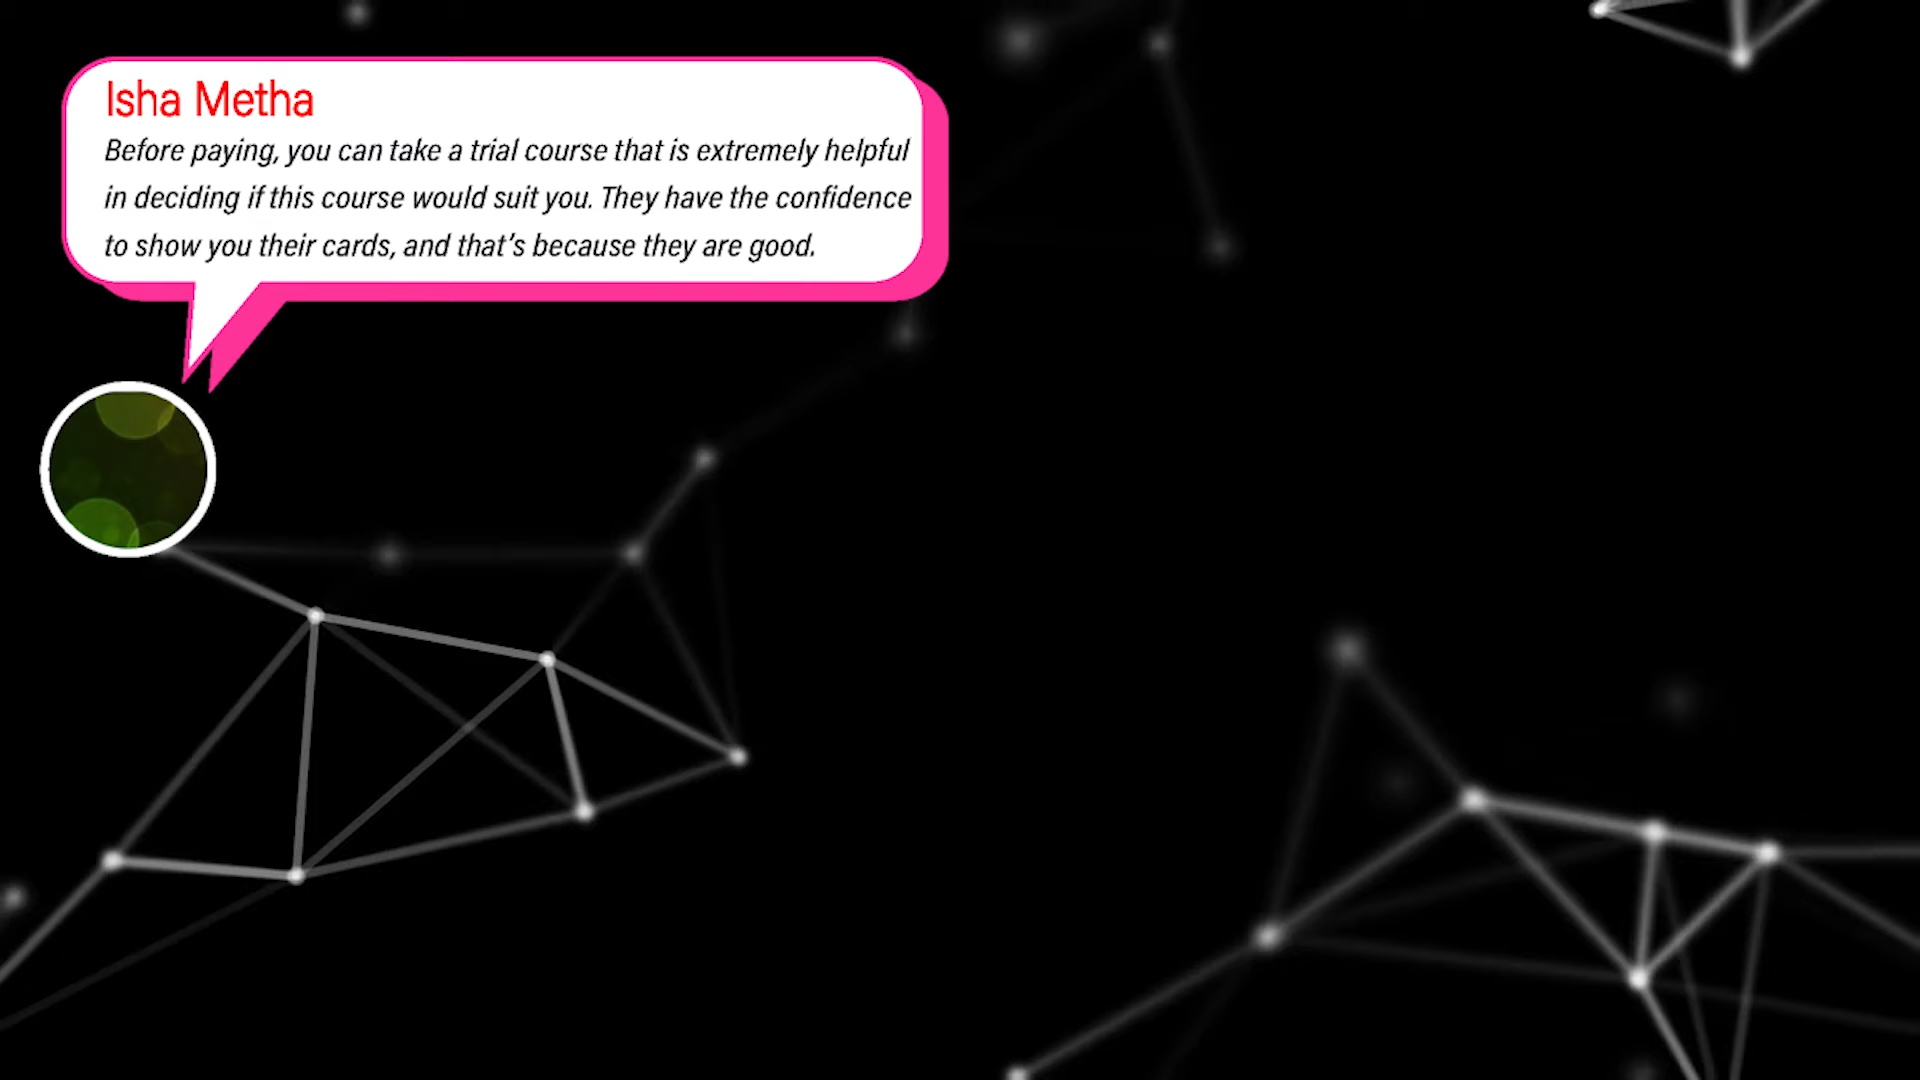 Isha Metha
Before paying, you can take a trial course that is extremely helpful
in deciding if this course would suit you. They have the confidence
to show you their cards, and that’s because they are good.